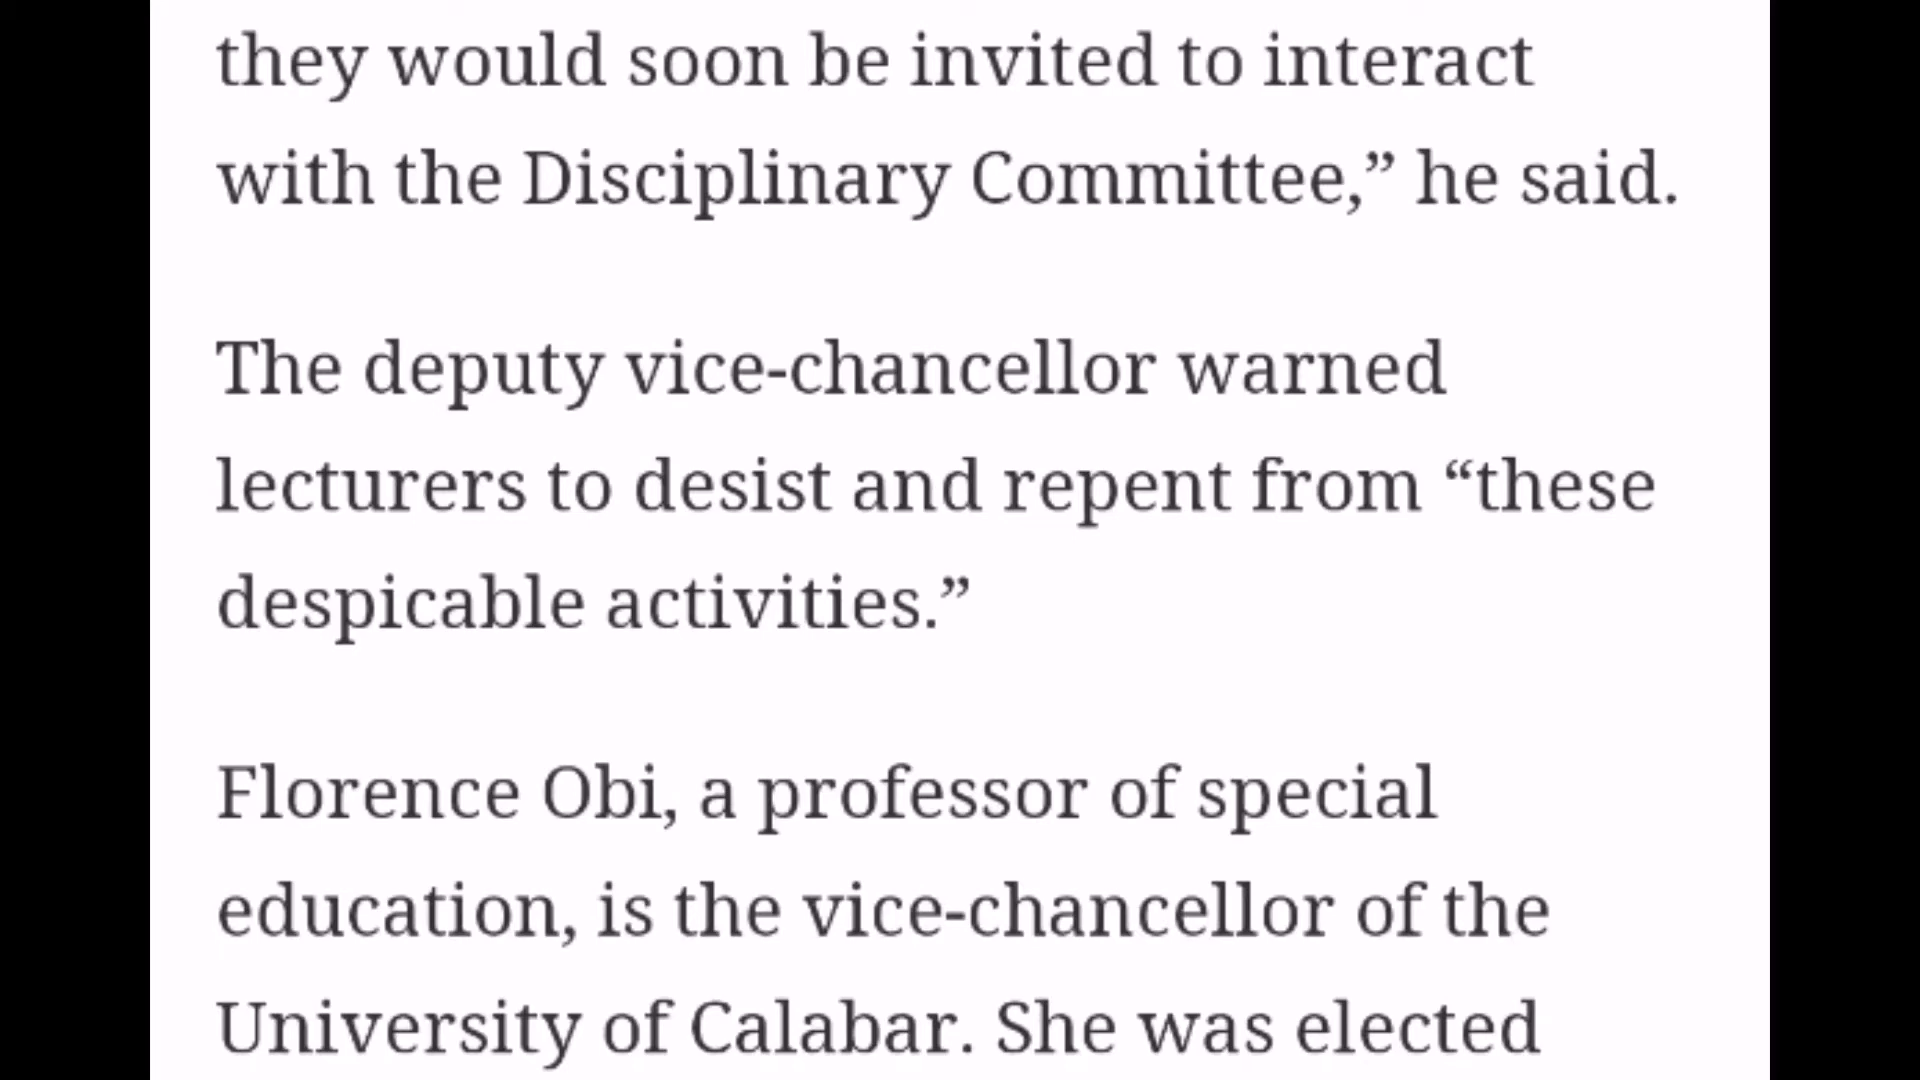 they would soon be invited to interact
with the Disciplinary Committee,” he said.
The deputy vice-chancellor warned
lecturers to desist and repent from “these
despicable activities.”
Florence Obi, a professor of special
education, is the vice-chancellor of the
University of Calabar. She was elected